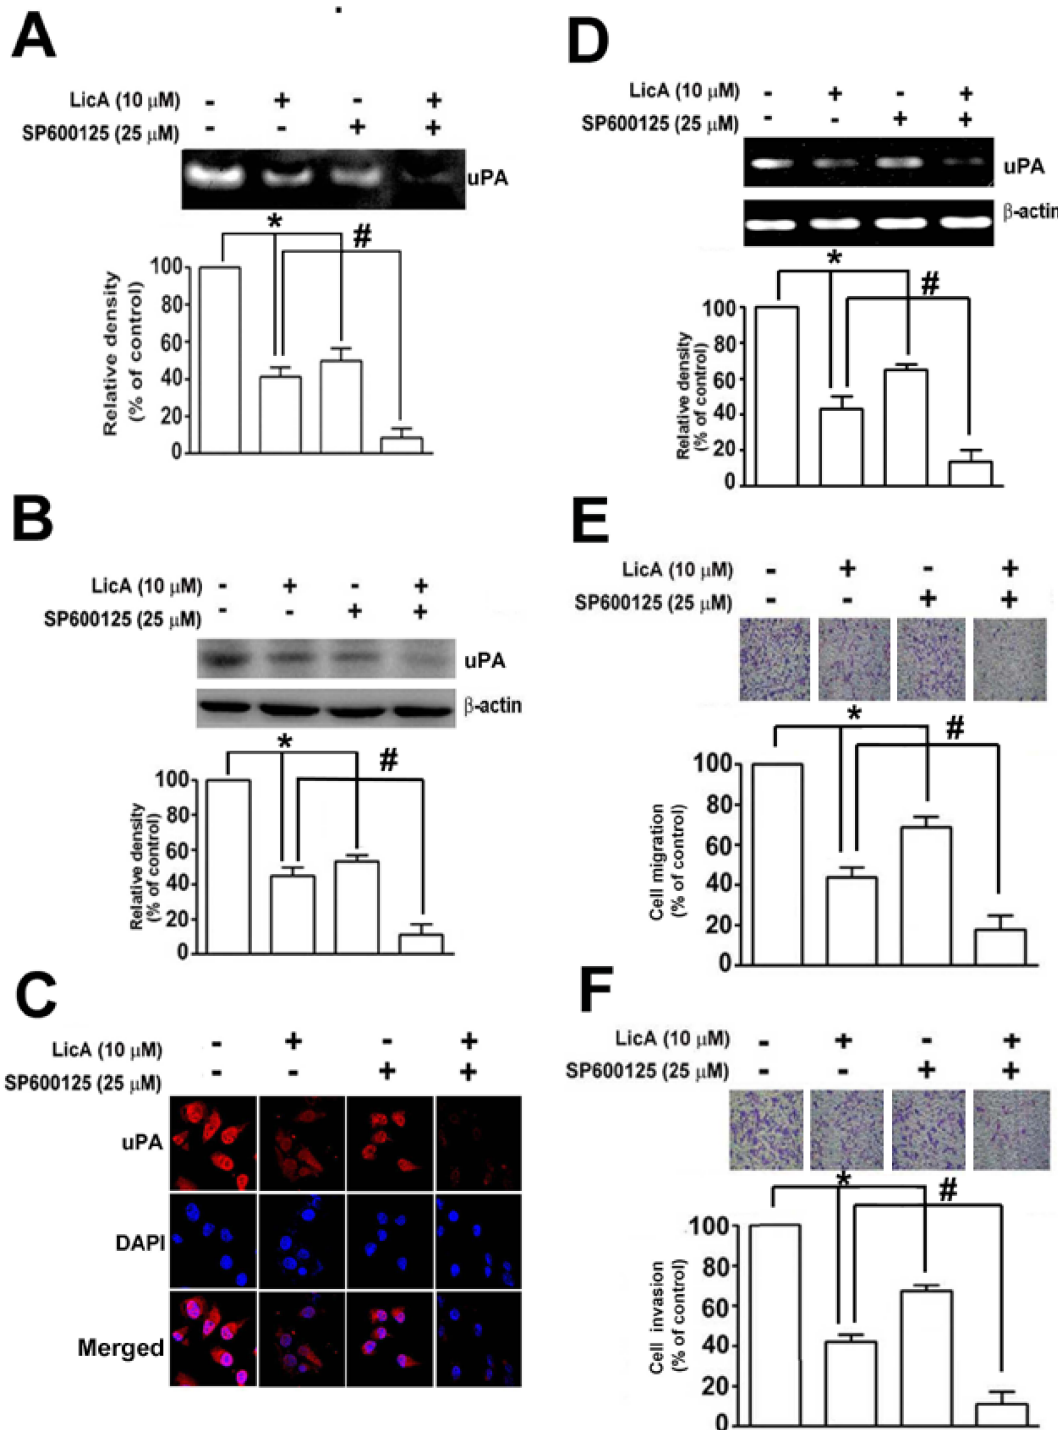 A
LicA (10 μM) - + - +
SP600125 (25 μM) - - + +
uPA
* #
Relative density
(% of control)
100
80
60
40
20
0
B
LicA (10 μM) - + - +
SP600125 (25 μM) - - + +
uPA
β-actin
* #
Relative density
(% of control)
100
80
60
40
20
0
C
LicA (10 μM) - + - +
SP600125 (25 μM) - - + +
uPA
DAPI
Merged
D
LicA (10 μM) - + - +
SP600125 (25 μM) - - + +
uPA
β-actin
* #
Relative density
(% of control)
100
80
60
40
20
0
E
LicA (10 μM) - + - +
SP600125 (25 μM) - - + +
* #
Cell migration
(% of control)
100
80
60
40
20
0
F
LicA (10 μM) - + - +
SP600125 (25 μM) - - + +
* #
Cell invasion
(% of control)
100
80
60
40
20
0